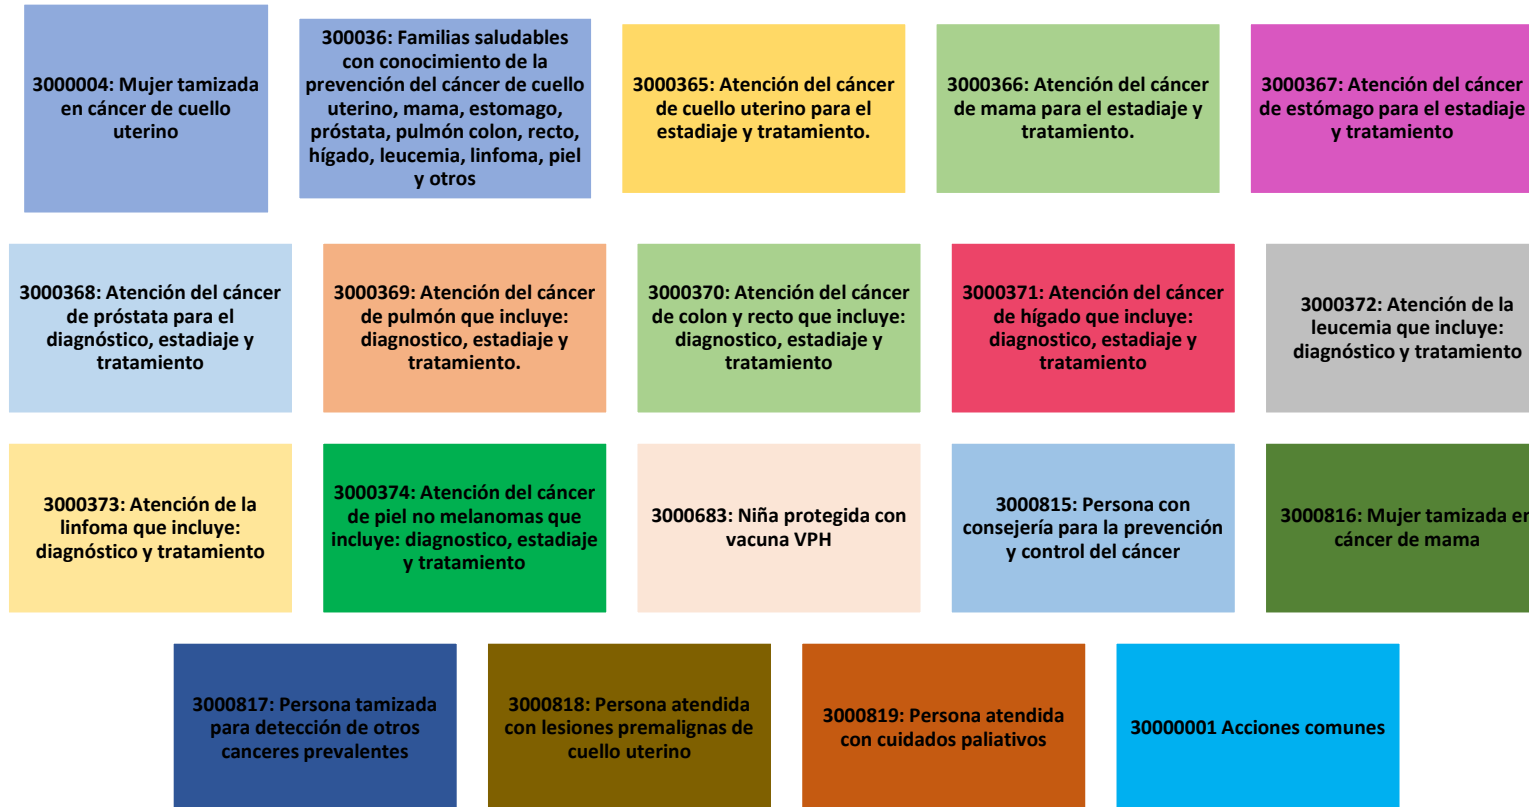 3000004: Mujer tamizada
en cáncer de cuello
uterino
300036: Familias saludables
con conocimiento de la
prevención del cáncer de cuello
uterino, mama, estomago,
próstata, pulmón colon, recto,
hígado, leucemia, linfoma, piel
y otros
3000365: Atención del cáncer
de cuello uterino para el
estadiaje y tratamiento.
3000366: Atención del cáncer
de mama para el estadiaje y
tratamiento.
3000367: Atención del cáncer
de estómago para el estadiaje
y tratamiento
3000368: Atención del cáncer
de próstata para el
diagnóstico, estadiaje y
tratamiento
3000369: Atención del cáncer
de pulmón que incluye:
diagnostico, estadiaje y
tratamiento.
3000370: Atención del cáncer
de colon y recto que incluye:
diagnostico, estadiaje y
tratamiento
3000371: Atención del cáncer
de hígado que incluye:
diagnostico, estadiaje y
tratamiento
3000372: Atención de la
leucemia que incluye:
diagnóstico y tratamiento
3000373: Atención de la
linfoma que incluye:
diagnóstico y tratamiento
3000374: Atención del cáncer
de piel no melanomas que
incluye: diagnostico, estadiaje
y tratamiento
3000683: Niña protegida con
vacuna VPH
3000815: Persona con
consejería para la prevención
y control del cáncer
3000816: Mujer tamizada en
cáncer de mama
3000817: Persona tamizada
para detección de otros
canceres prevalentes
3000818: Persona atendida
con lesiones premalignas de
cuello uterino
3000819: Persona atendida
con cuidados paliativos
30000001 Acciones comunes